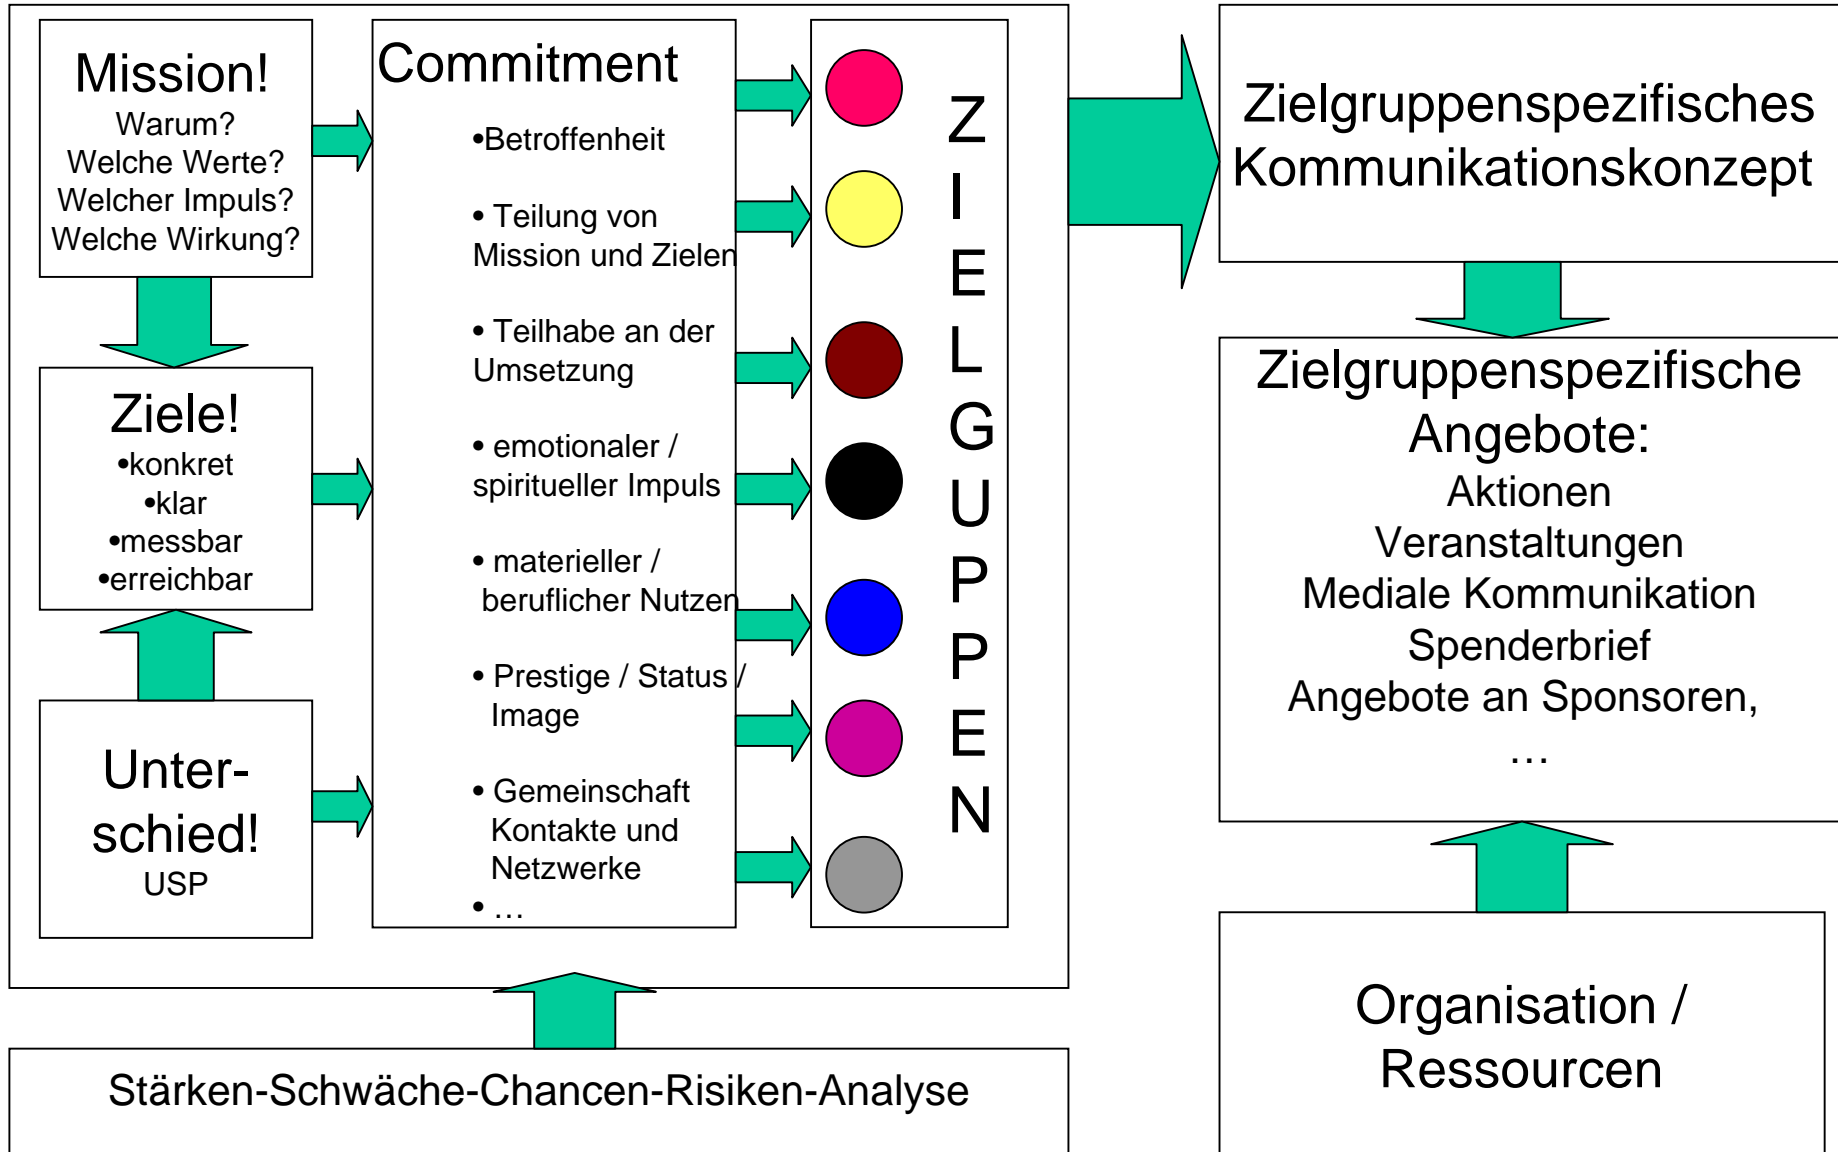 Mission!
Warum?
Welche Werte?
Welcher Impuls?
Welche Wirkung?
Ziele!
•konkret
•klar
•messbar
•erreichbar
Unter-
schied!
USP
Commitment
•Betroffenheit
• Teilung von
Mission und Zielen
• Teilhabe an der
Umsetzung
• emotionaler /
spiritueller Impuls
• materieller /
beruflicher Nutzen
• Prestige / Status /
Image
• Gemeinschaft
Kontakte und
Netzwerke
• …
Z
I
E
L
G
U
P
P
E
N
Stärken-Schwäche-Chancen-Risiken-Analyse
Zielgruppenspezifisches
Kommunikationskonzept
Zielgruppenspezifische
Angebote:
Aktionen
Veranstaltungen
Mediale Kommunikation
Spenderbrief
Angebote an Sponsoren,
…
Organisation /
Ressourcen